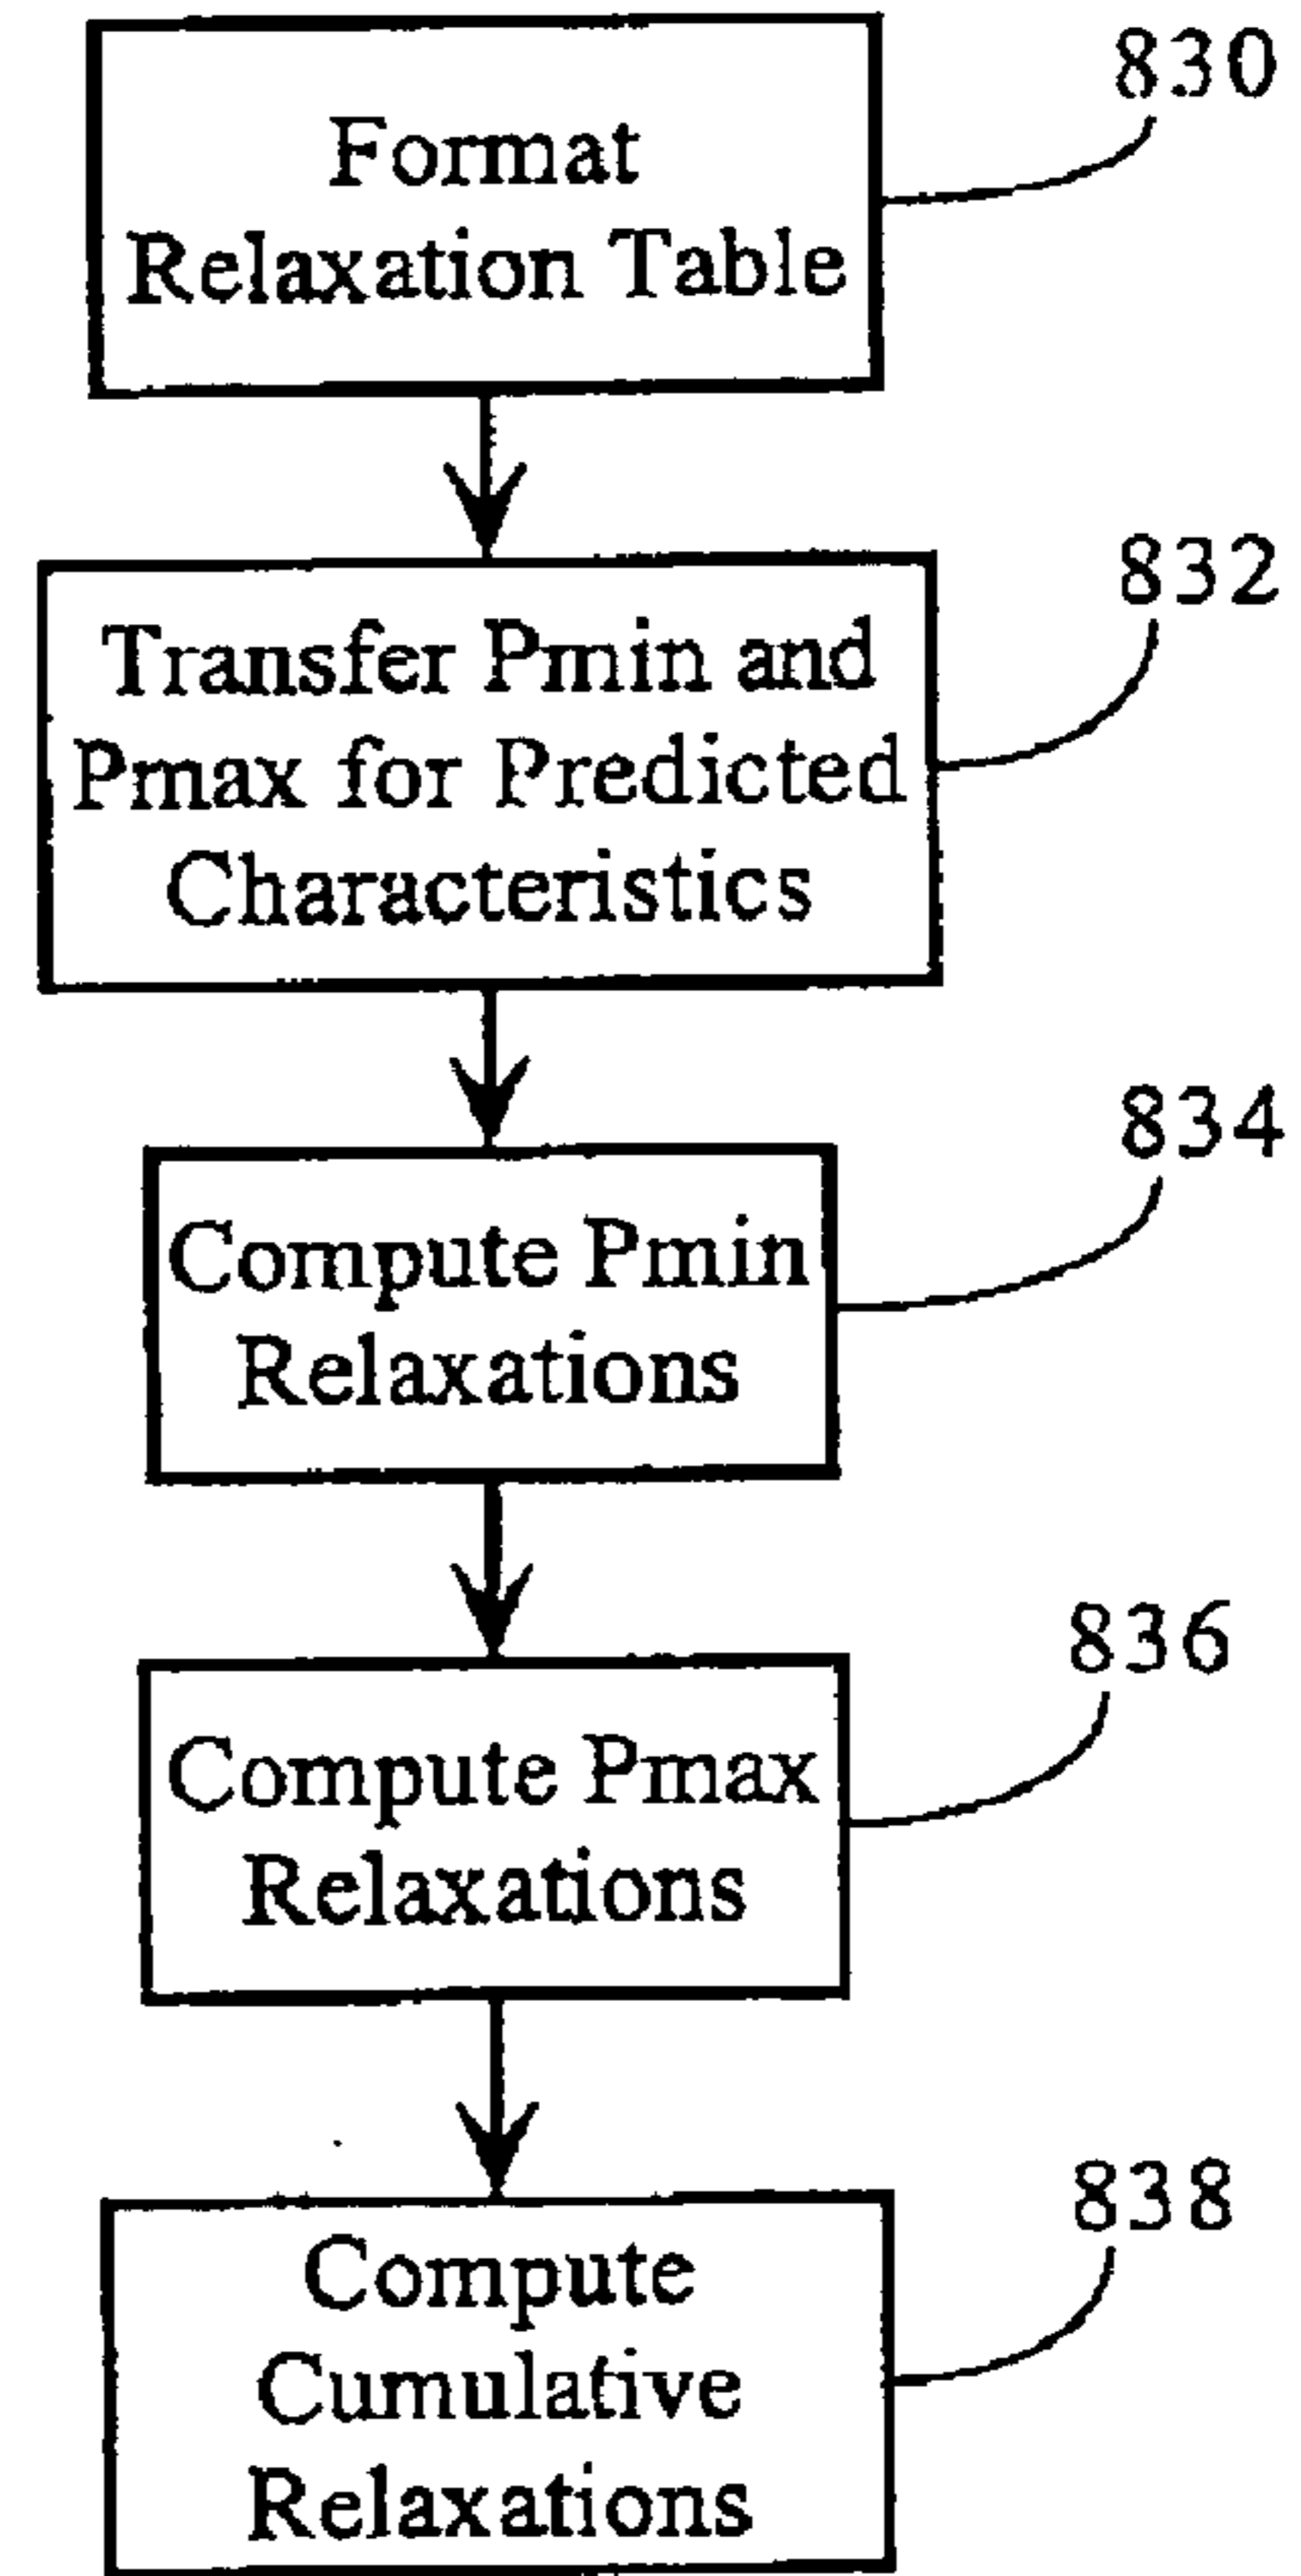 830
Format
Relaxation Table
832
Transfer Pmin and
Pmax for Predicted
Characteristics
834
Compute Pmin
Relaxations
836
Compute Pmax
Relaxations
838
Compute
Cumulative
Relaxations